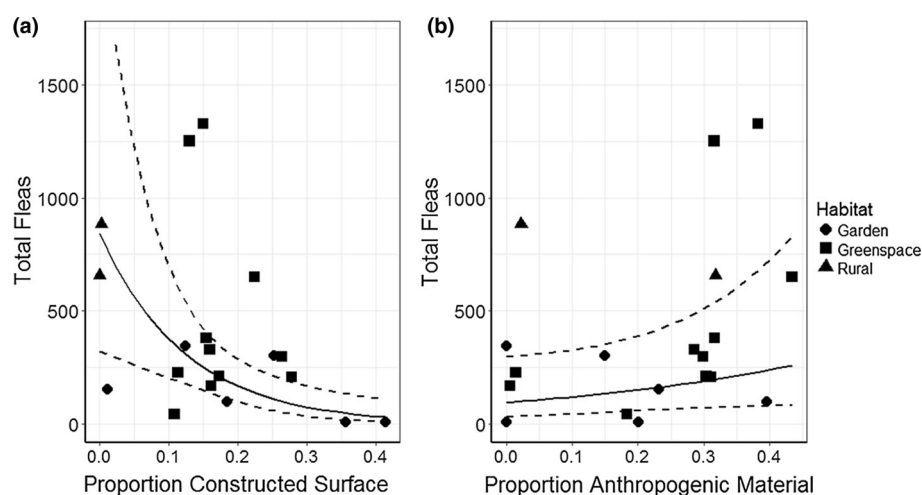 (a)
1500
1000
500
0
Total Fleas
0.0 0.1 0.2 0.3 0.4
Proportion Constructed Surface
(b)
1500
1000
500
0
Total Fleas
0.0 0.1 0.2 0.3 0.4
Proportion Anthropogenic Material
Habitat
Garden
Greenspace
Rural